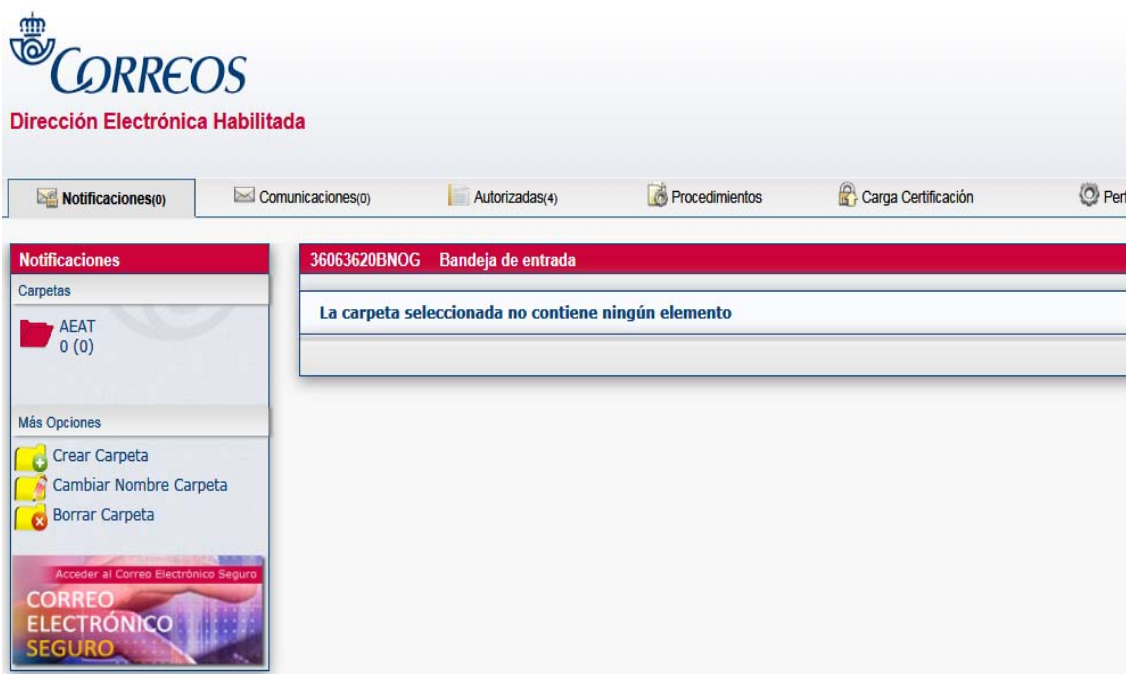 CORREOS
Dirección Electrónica Habilitada
Notificaciones(0) Comunicaciones(0) Autorizadas(4) Procedimientos Carga Certificación Perf
Notificaciones
Carpetas
AEAT
0 (0)
Más Opciones
Crear Carpeta
Cambiar Nombre Carpeta
Borrar Carpeta
Acceder al Correo Electrónico Seguro
CORREO
ELECTRÓNICO
SEGURO
36063620BNOG Bandeja de entrada
La carpeta seleccionada no contiene ningún elemento